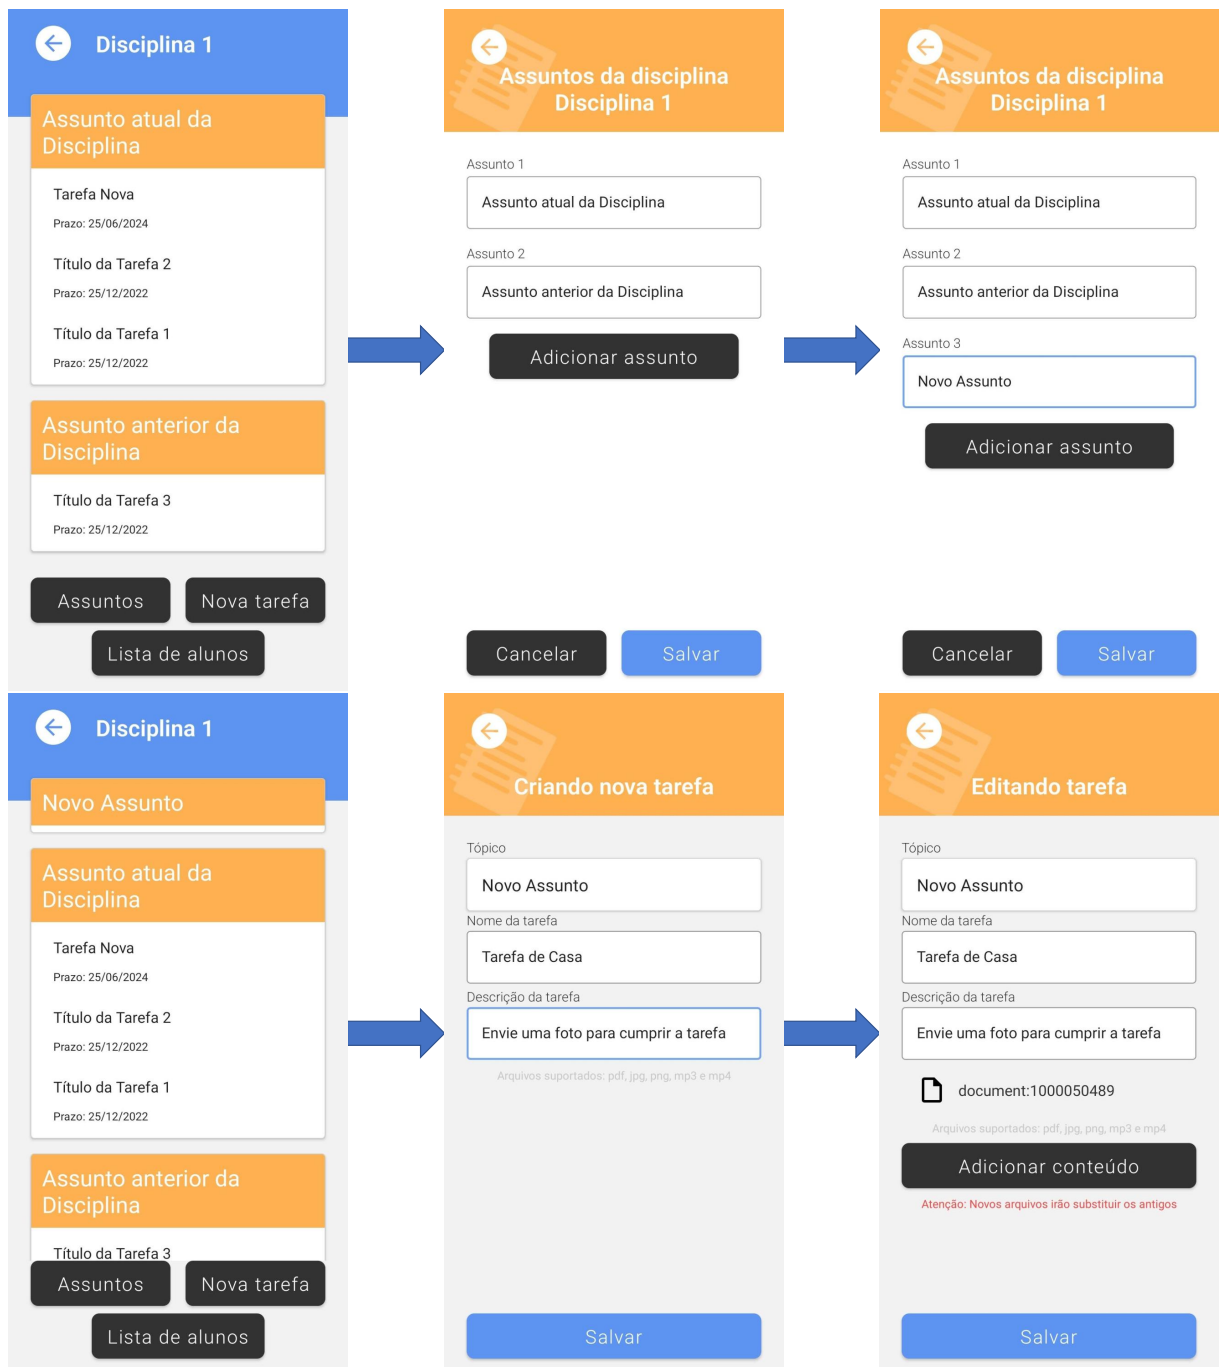 Disciplina 1
Assunto atual da
Disciplina
Tarefa Nova
Prazo: 25/06/2024
Título da Tarefa 2
Prazo: 25/12/2022
Título da Tarefa 1
Prazo: 25/12/2022
Assunto anterior da
Disciplina
Título da Tarefa 3
Prazo: 25/12/2022
Assuntos
Nova tarefa
Lista de alunos
Assuntos da disciplina
Disciplina 1
Assunto 1
Assunto atual da Disciplina
Assunto 2
Assunto anterior da Disciplina
Adicionar assunto
Cancelar
Salvar
Assuntos da disciplina
Disciplina 1
Assunto 1
Assunto atual da Disciplina
Assunto 2
Assunto anterior da Disciplina
Assunto 3
Novo Assunto
Adicionar assunto
Cancelar
Salvar
Disciplina 1
Novo Assunto
Assunto atual da
Disciplina
Tarefa Nova
Prazo: 25/06/2024
Título da Tarefa 2
Prazo: 25/12/2022
Título da Tarefa 1
Prazo: 25/12/2022
Assunto anterior da
Disciplina
Título da Tarefa 3
Assuntos
Nova tarefa
Lista de alunos
Criando nova tarefa
Tópico
Novo Assunto
Nome da tarefa
Tarefa de Casa
Descrição da tarefa
Envie uma foto para cumprir a tarefa
Arquivos suportados: pdf, jpg, png, mp3 e mp4
Salvar
Editando tarefa
Tópico
Novo Assunto
Nome da tarefa
Tarefa de Casa
Descrição da tarefa
Envie uma foto para cumprir a tarefa
document:1000050489
Arquivos suportados: pdf, jpg, png, mp3 e mp4
Adicionar conteúdo
Atenção: Novos arquivos irão substituir os antigos
Salvar